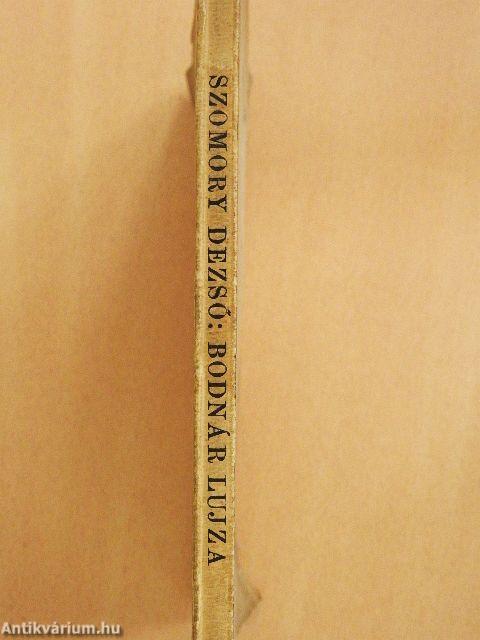 SZOMORY DEZSŐ: BODNÁR LUJZA
Antikvárium.hu